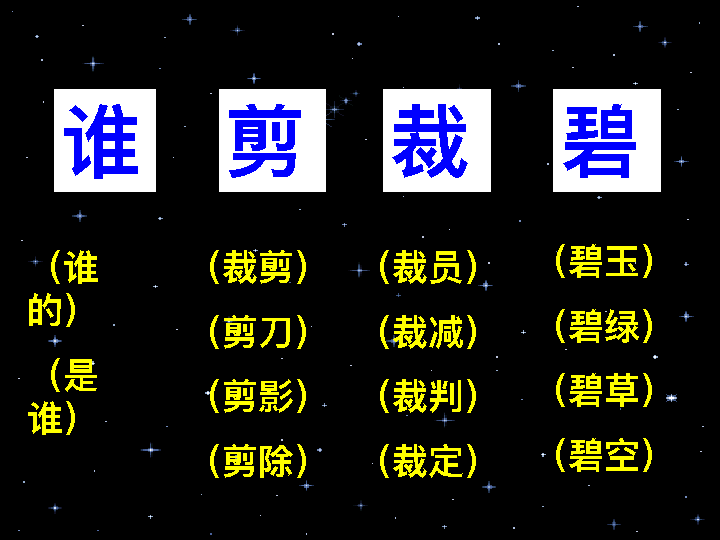 谁 剪 裁 碧
（谁
的）
（是
谁）
（裁剪）
（剪刀）
（剪影）
（剪除）
（裁员）
（裁减）
（裁判）
（裁定）
（碧玉）
（碧绿）
（碧草）
（碧空）